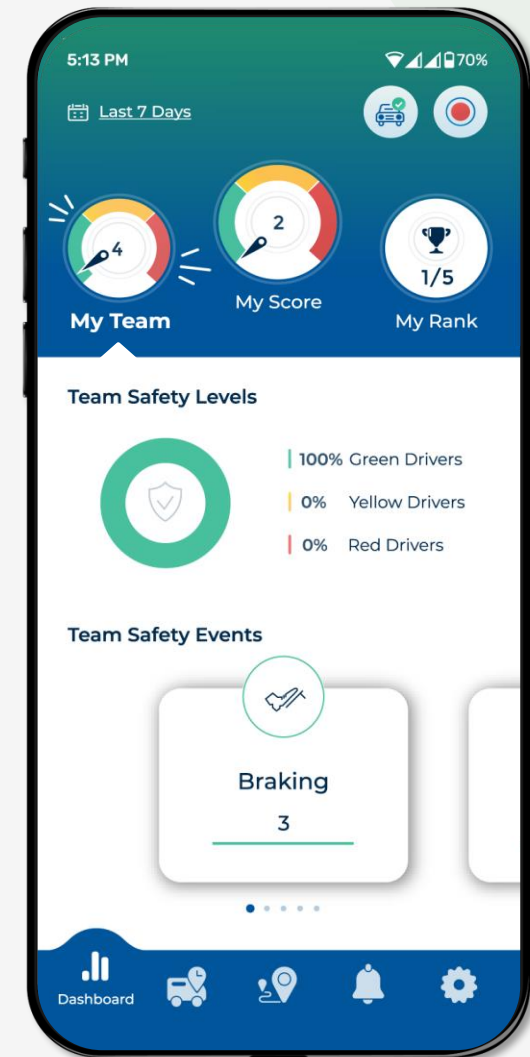 5:13 PM 70%
Last 7 Days
4
2
1/5
My Team
My Score
My Rank
Team Safety Levels
100% Green Drivers
0% Yellow Drivers
0% Red Drivers
Team Safety Events
Braking
3
Dashboard